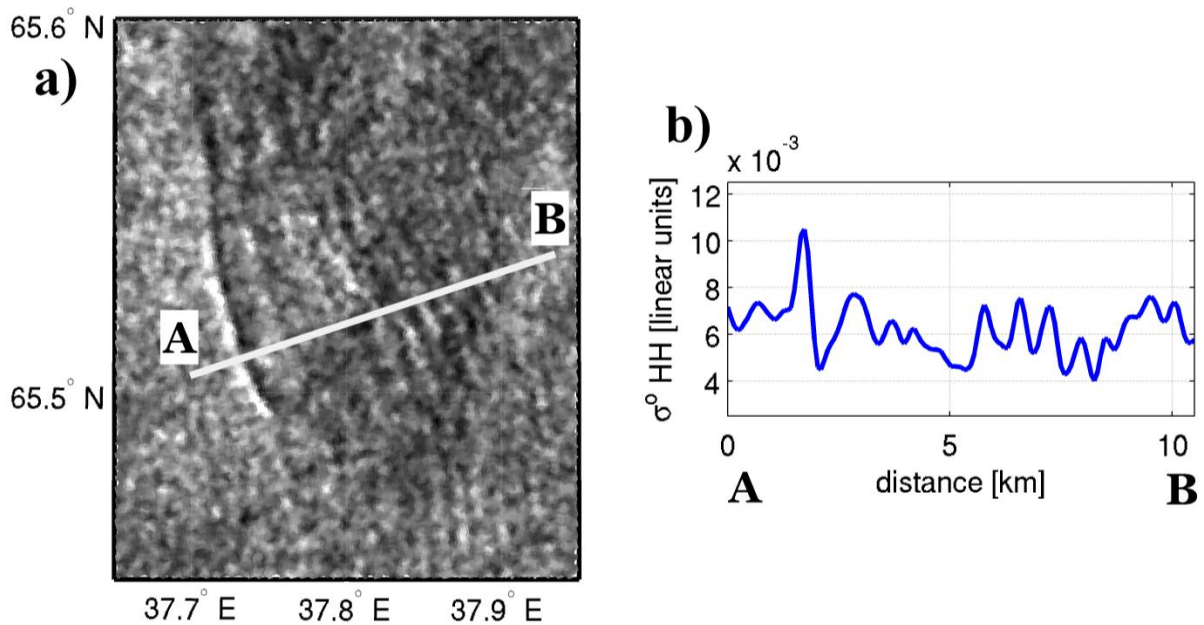 a)
65.6° N
65.5° N
37.7° E 37.8° E 37.9° E
A
B
b)
x 10-3
σo HH [linear units]
12
10
8
6
4
0 5 10
A distance [km] B